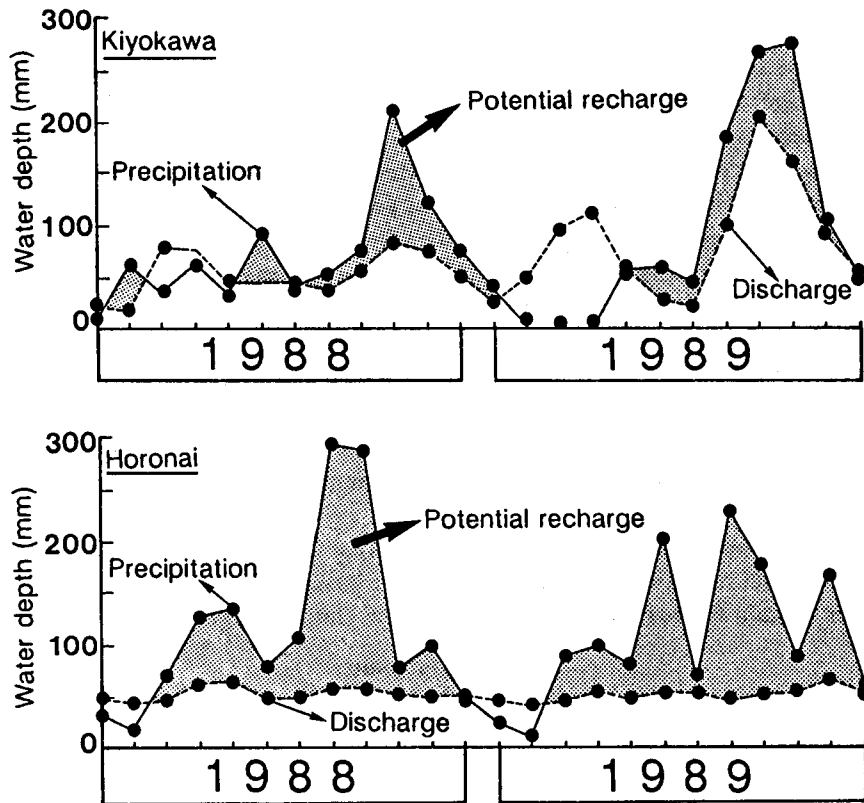 300
Kiyokawa
Potential recharge
200
Precipitation
100
Discharge
0
Water depth (mm)
1988
1989
300
Horonai
Potential recharge
200
Precipitation
100
Discharge
0
Water depth (mm)
1988
1989